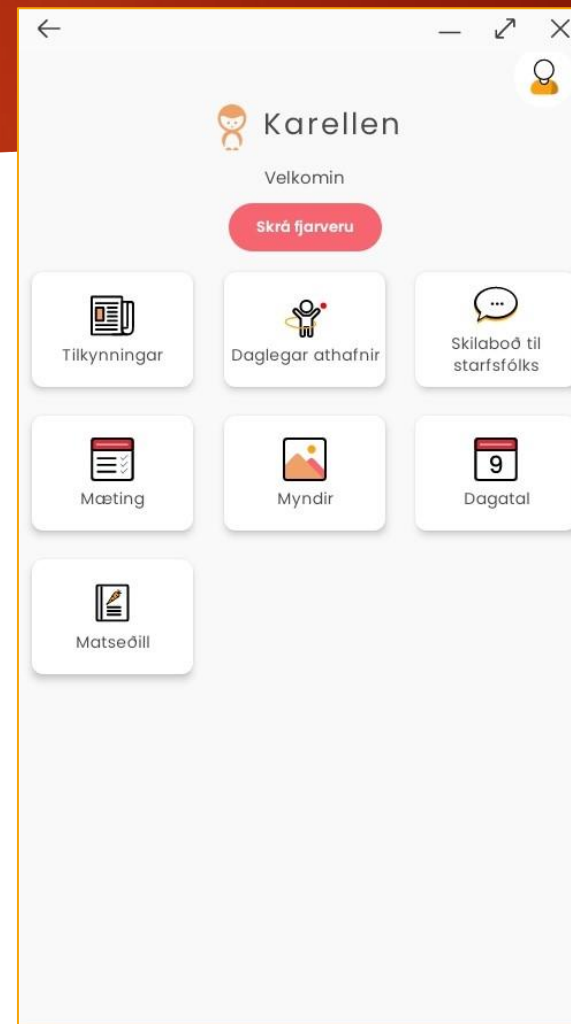 Karellen
Velkomin
Skrá fjarveru
Tilkynningar
Daglegar athafnir
Skilaboð til
starfsfólks
Mæting
Myndir
9
Dagatal
Matseðill